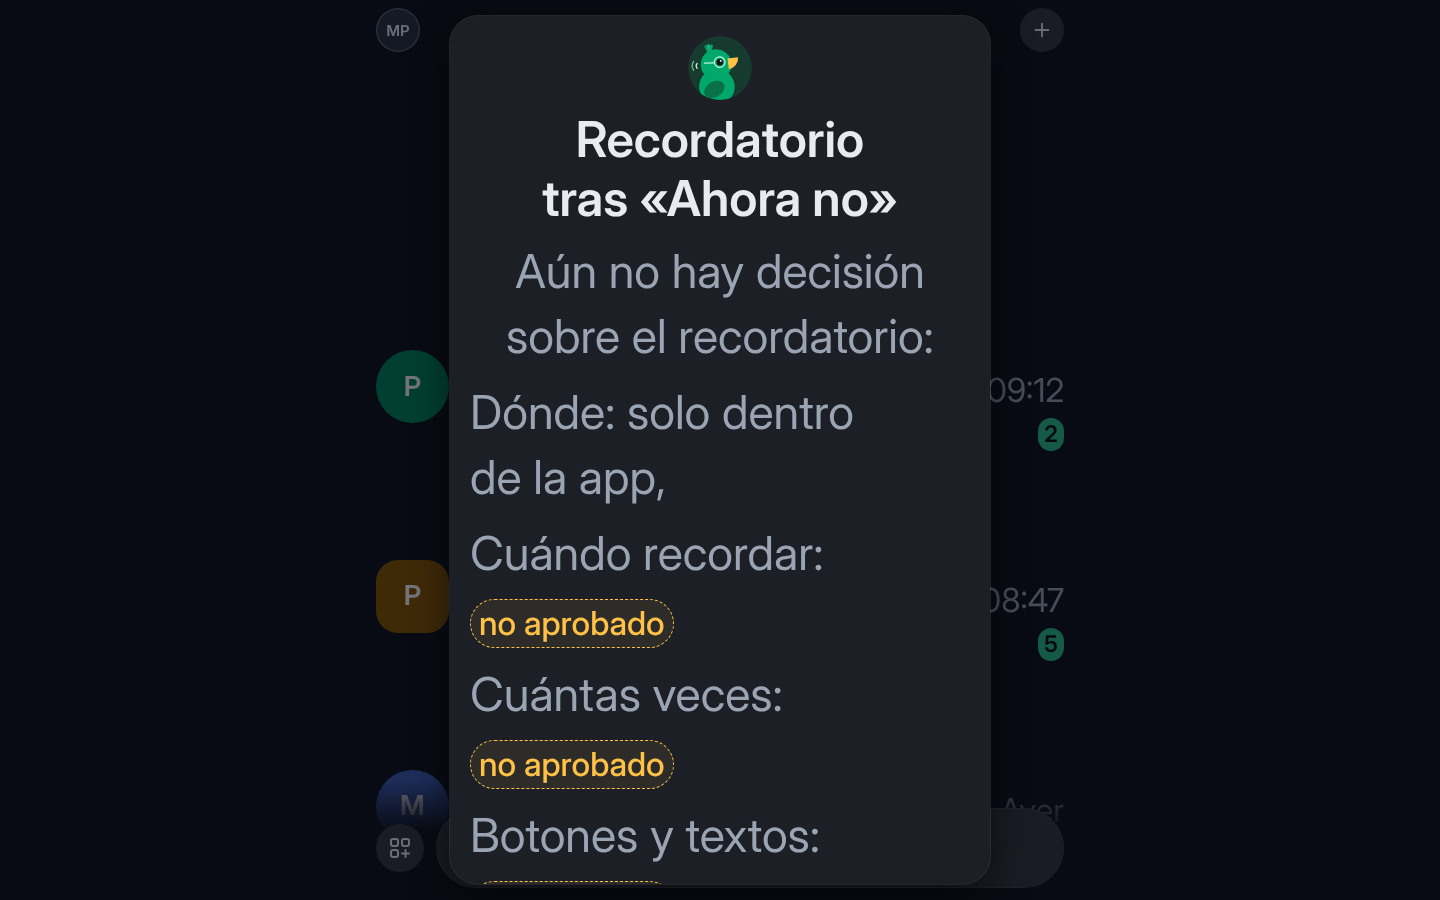 MP
Recordatorio
tras «Ahora no»
Aún no hay decisión
sobre el recordatorio:
Dónde: solo dentro
de la app,
Cuándo recordar:
no aprobado
Cuántas veces:
no aprobado
Botones y textos:
P
09:12
2
P
08:47
5
M
Ayer